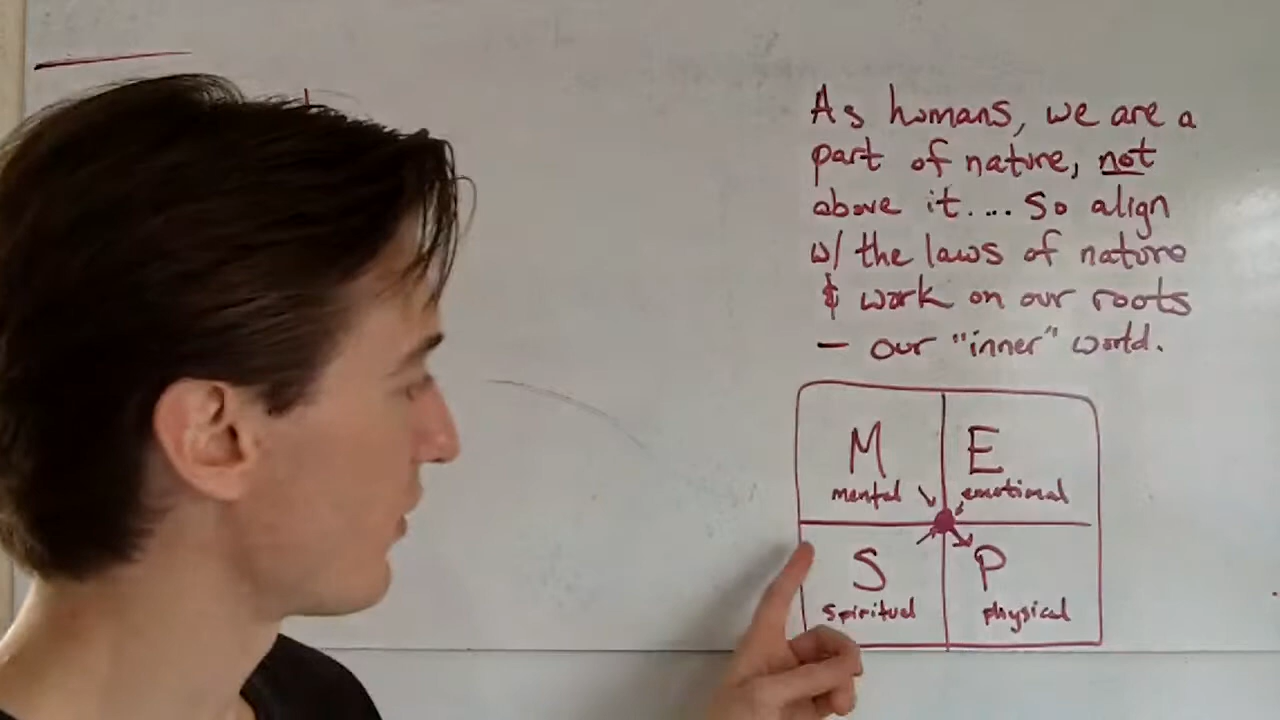 As humans, we are a
part of nature, not
above it.... So align
w/ the laws of nature
& work on our roots
— our "inner" world.
M
mental
E
emotional
S
spiritual
P
physical